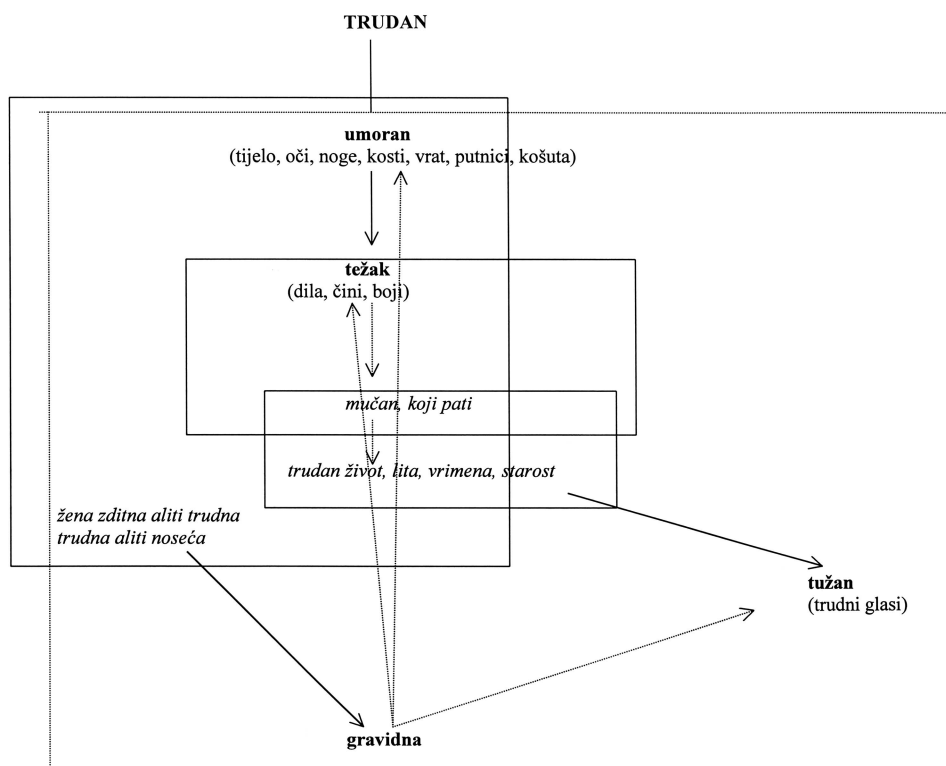 TRUDAN
umoran
(tijelo, oči, noge, kosti, vrat, putnici, košuta)
težak
(dila, čini, boji)
mučan, koji pati
trudan život, lita, vrimena, starost
žena zditna aliti trudna
trudna aliti noseća
tužan
(trudni glasi)
gravidna